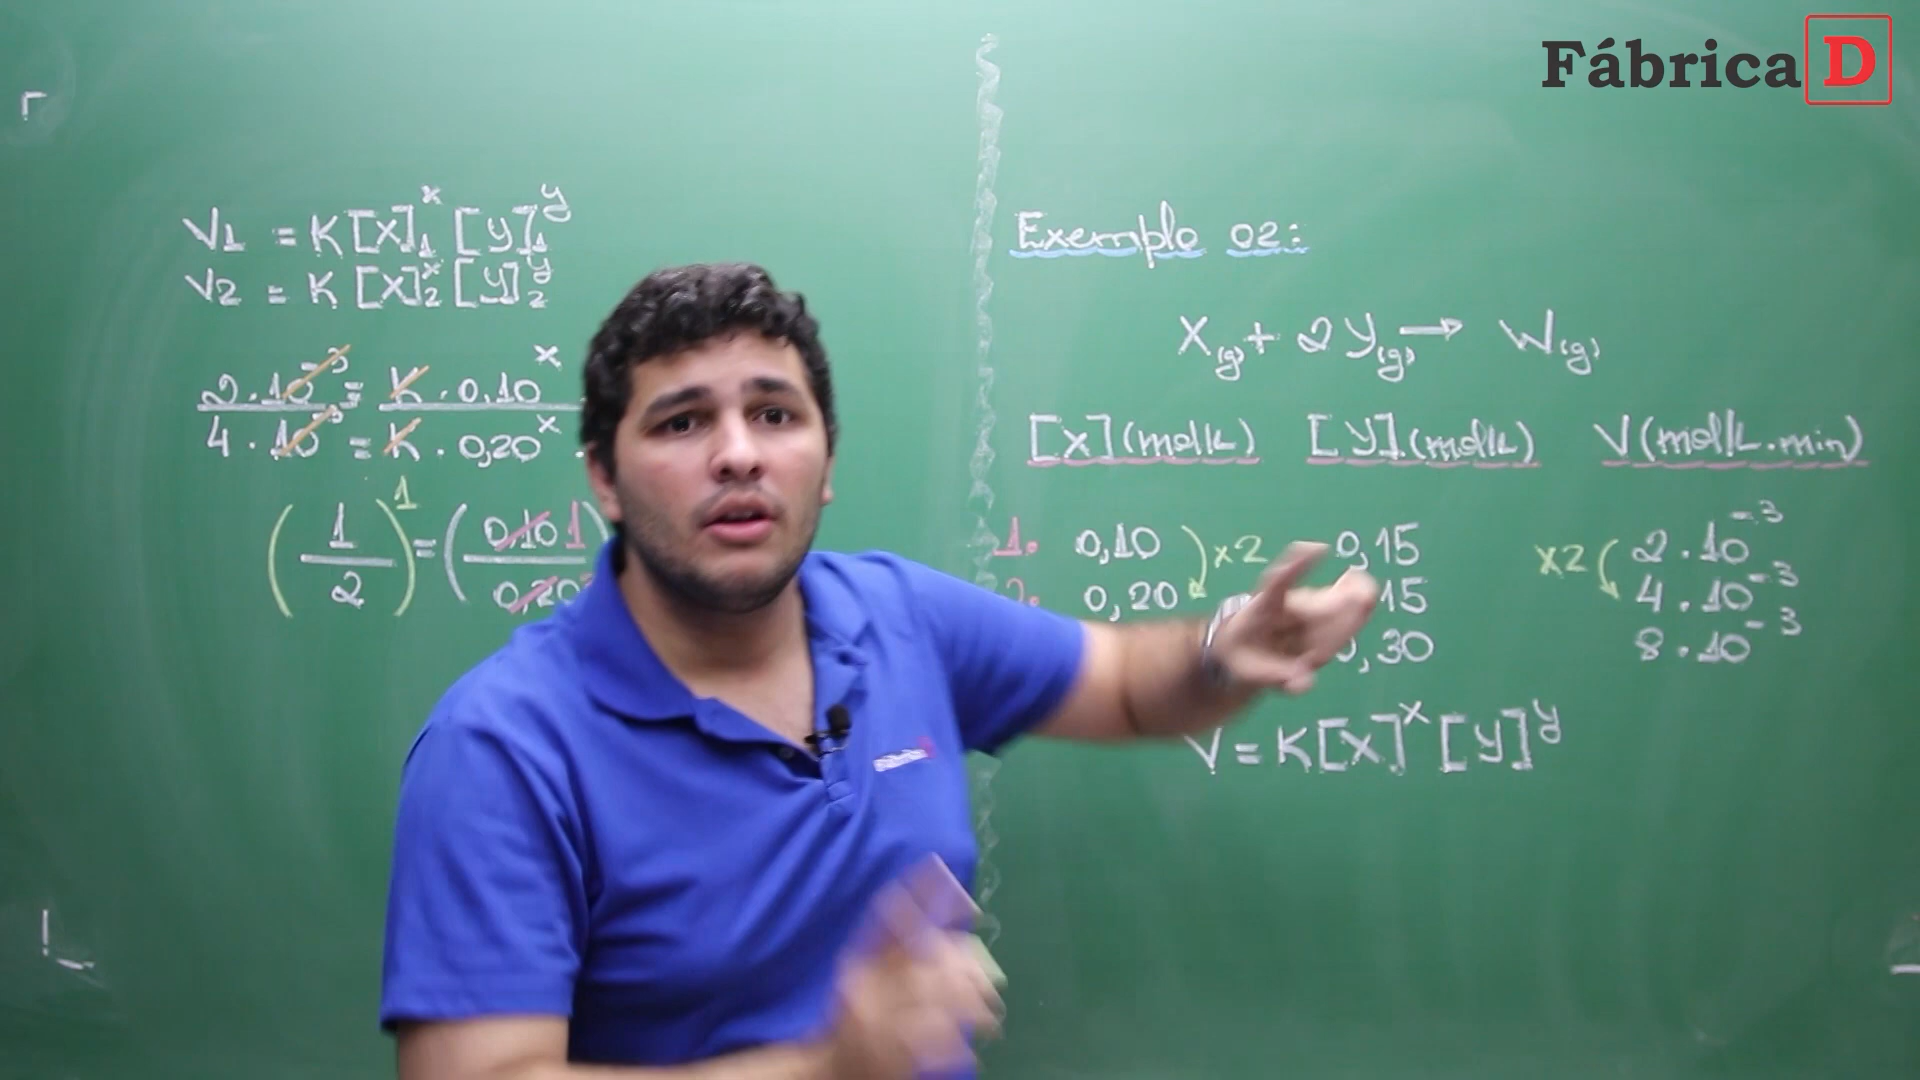 Fábrica D
V1 = K[X]₁ˣ [Y]₁ʸ
V2 = K[X]₂ˣ [Y]₂ʸ
2.10⁻³ = K . 0,10ˣ
4.10⁻³ = K . 0,20ˣ
(1/2)¹ = (0,10 1 / 0,20
Exemplo 02:
X(g) + 2Y(g) → W(g)
[X](mol/L) [Y](mol/L) V(mol/L.min)
1. 0,10 x2 0,15 x2 2.10⁻³
0,20 15 4.10⁻³
,30 8.10⁻³
V = K[X]ˣ [Y]ʸ